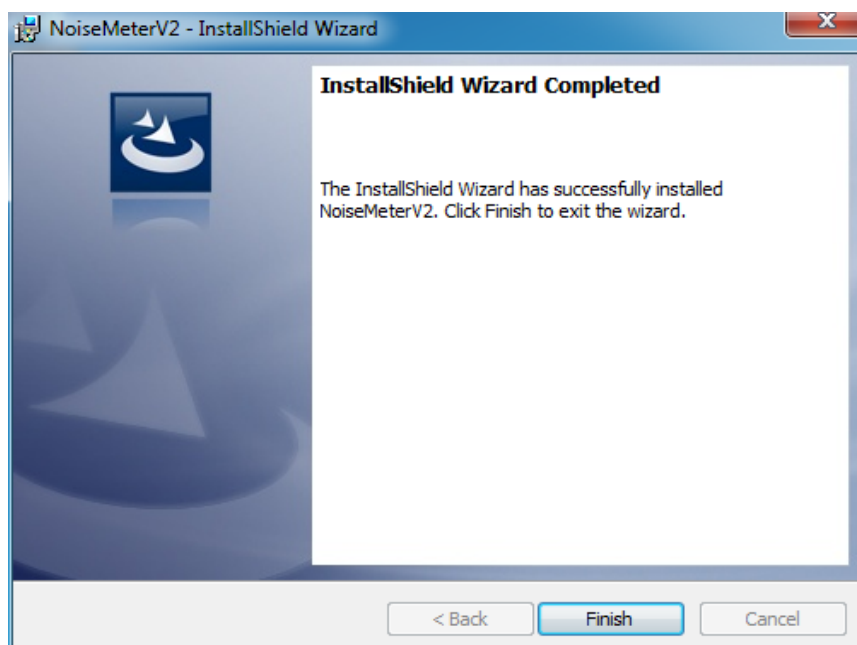 NoiseMeterV2 - InstallShield Wizard
InstallShield Wizard Completed
The InstallShield Wizard has successfully installed
NoiseMeterV2. Click Finish to exit the wizard.
< Back
Finish
Cancel